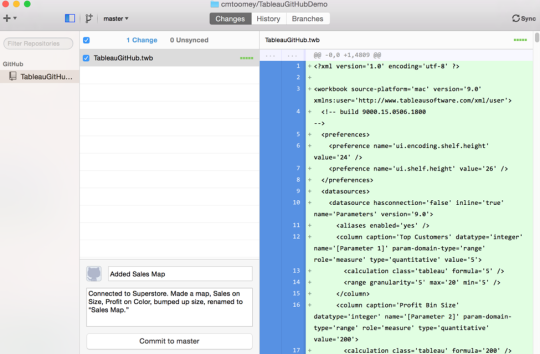 cmtoomey/TableauGitHubDemo
master
Changes
History
Branches
Sync
Filter Repositories
GitHub
TableauGitHu...
1 Change
0 Unsynced
TableauGitHub.twb
Added Sales Map
Connected to Superstore. Made a map, Sales on
Size, Profit on Color, bumped up size, renamed to
"Sales Map."
Commit to master
TableauGitHub.twb
... ... @@ -0,0 +1,4809 @@
1 + <?xml version='1.0' encoding='utf-8' ?>
2 +
3 + <workbook source-platform='mac' version='9.0'
xmlns:user='http://www.tableausoftware.com/xml/user'>
4 + <!-- build 9000.15.0506.1800
-->
5 + <preferences>
6 + <preference name='ui.encoding.shelf.height'
value='24' />
7 + <preference name='ui.shelf.height' value='26' />
8 + </preferences>
9 + <datasources>
10 + <datasource hasconnection='false' inline='true'
name='Parameters' version='9.0'>
11 + <aliases enabled='yes' />
12 + <column caption='Top Customers' datatype='integer'
name='[Parameter 1]' param-domain-type='range'
role='measure' type='quantitative' value='5'>
13 + <calculation class='tableau' formula='5' />
14 + <range granularity='5' max='20' min='5' />
15 + </column>
16 + <column caption='Profit Bin Size'
datatype='integer' name='[Parameter 2]' param-domain-
type='range' role='measure' type='quantitative'
value='200'>
17 + <calculation class='tableau' formula='200' />